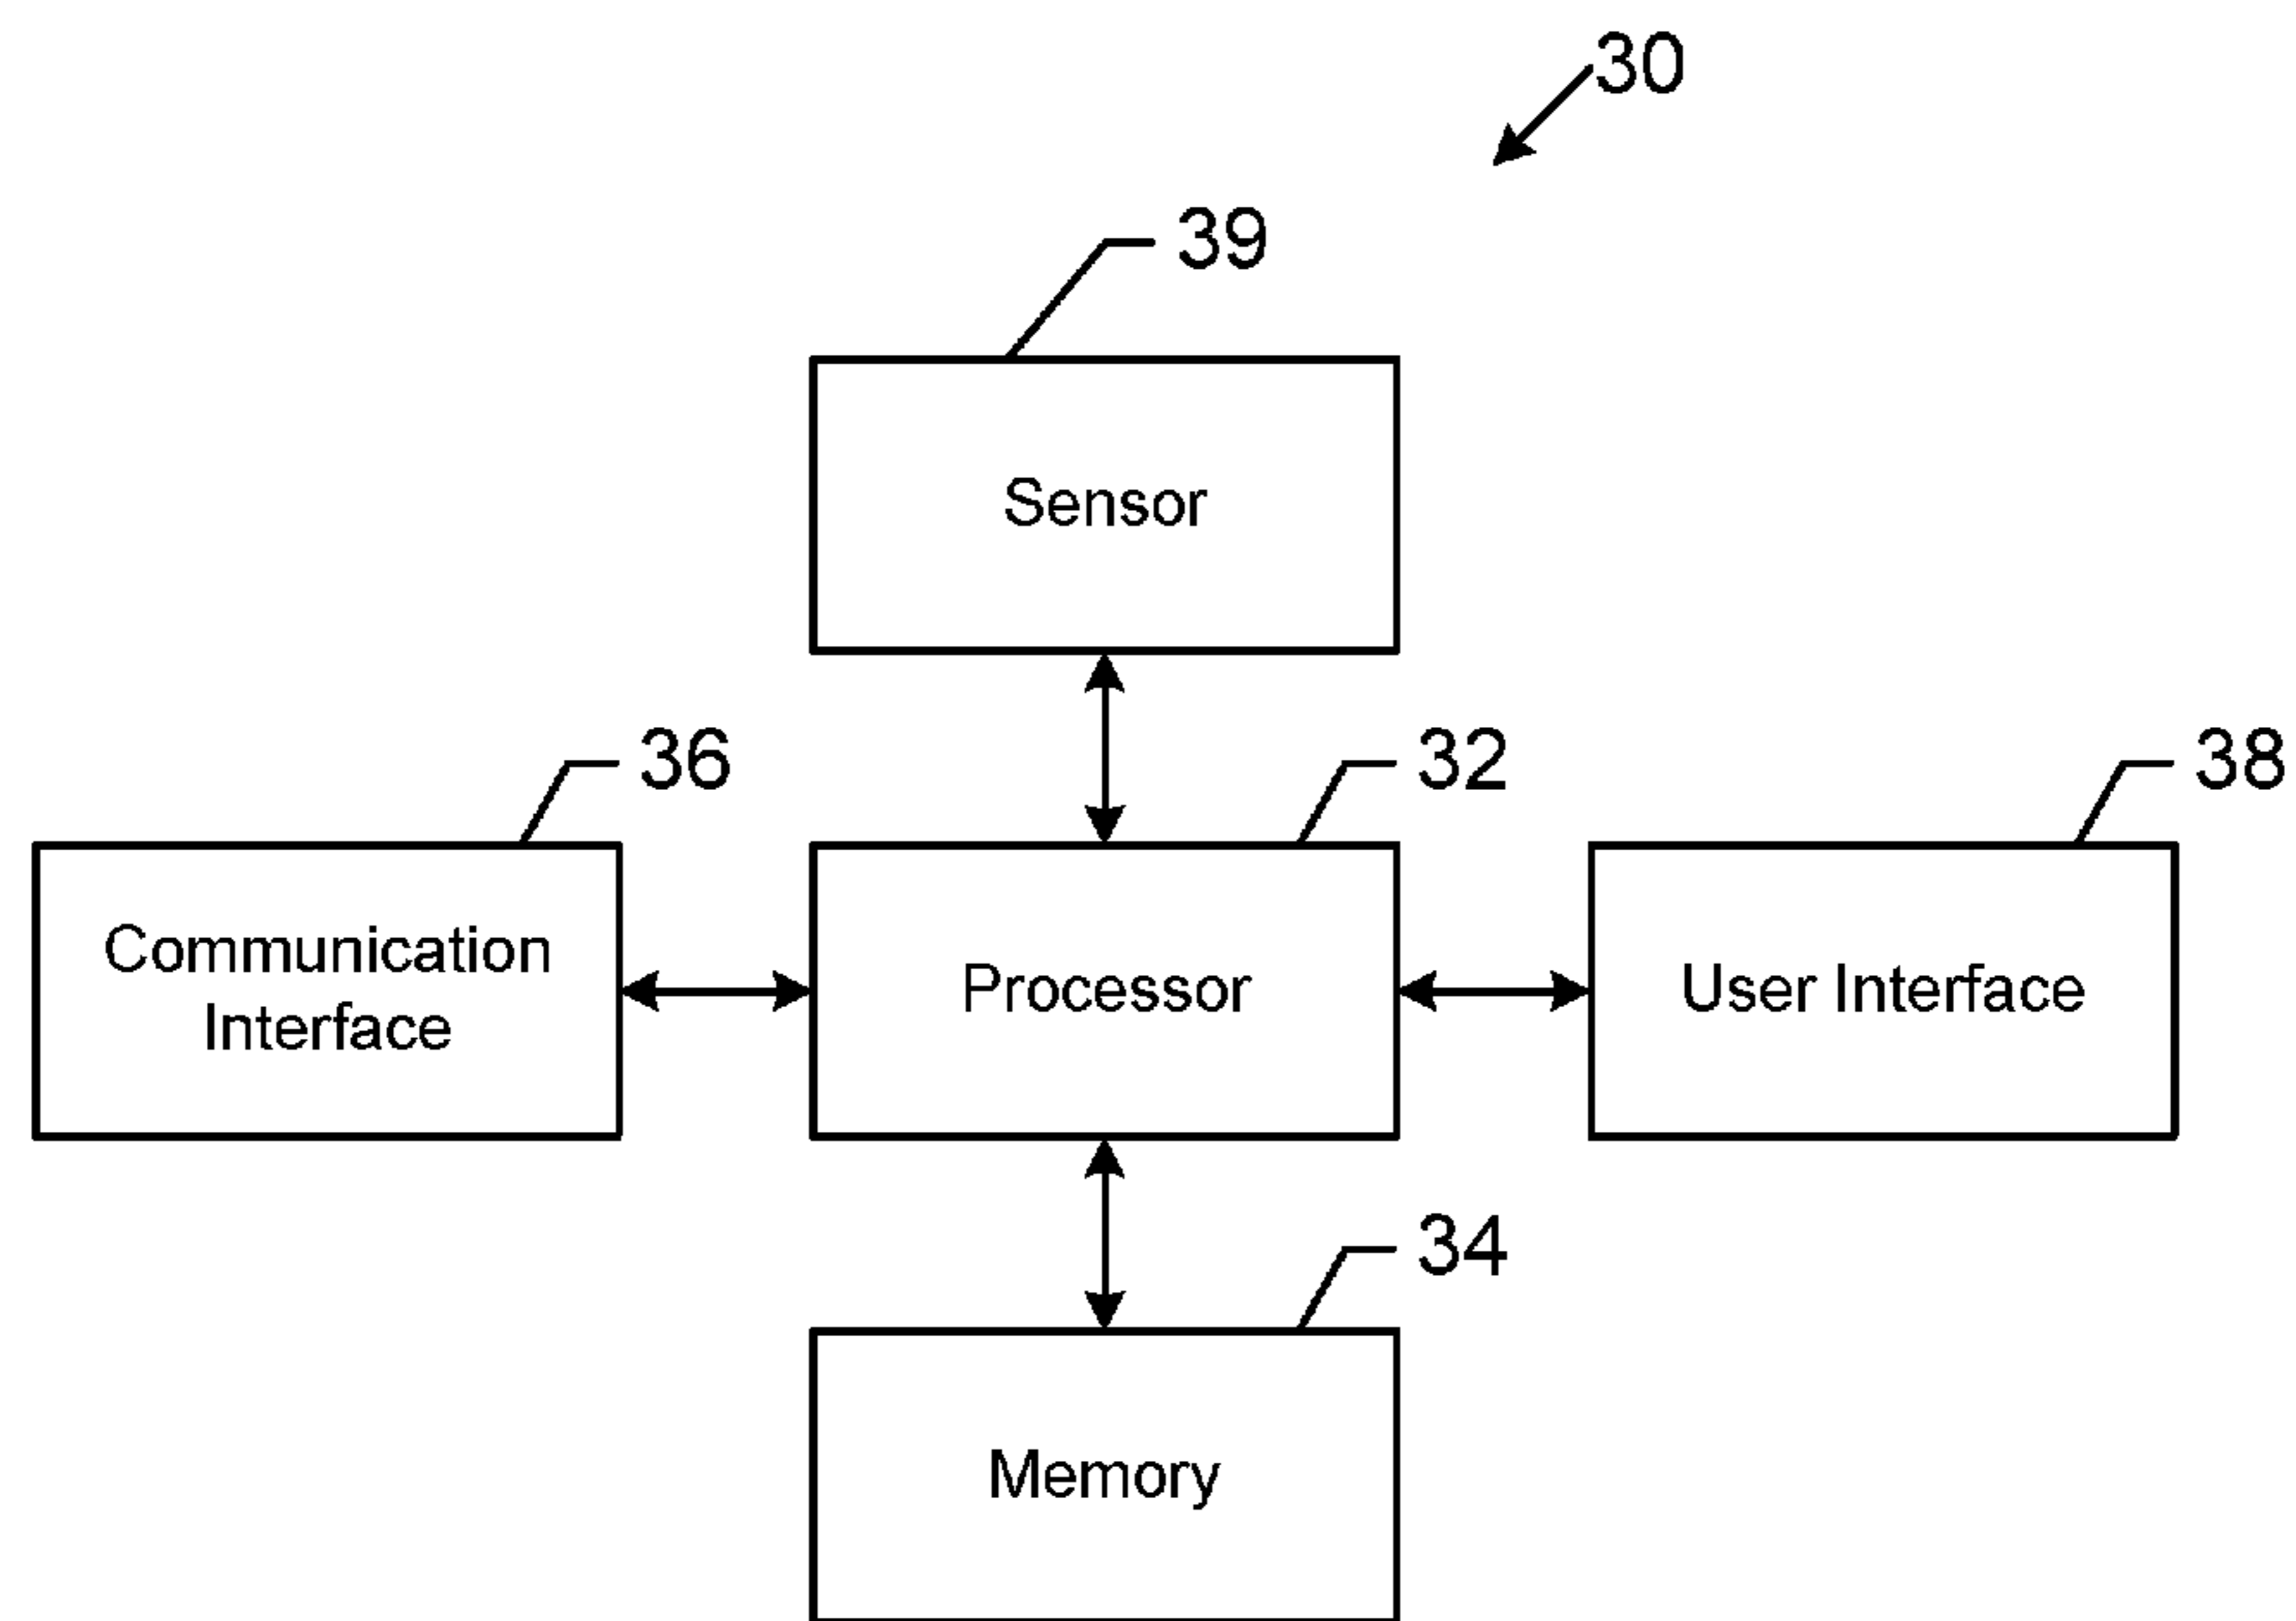 30
39
Sensor
36
32
38
Communication
Interface
Processor
User Interface
34
Memory